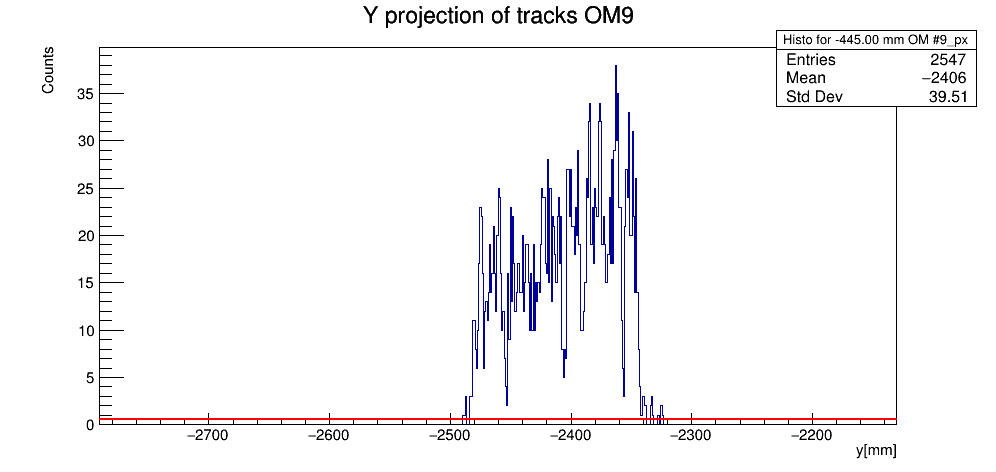 Y projection of tracks OM9
Histo for -445.00 mm OM #9_px
Entries 2547
Mean −2406
Std Dev 39.51
Counts
35
30
25
20
15
10
5
0
−2700 −2600 −2500 −2400 −2300 −2200
y[mm]